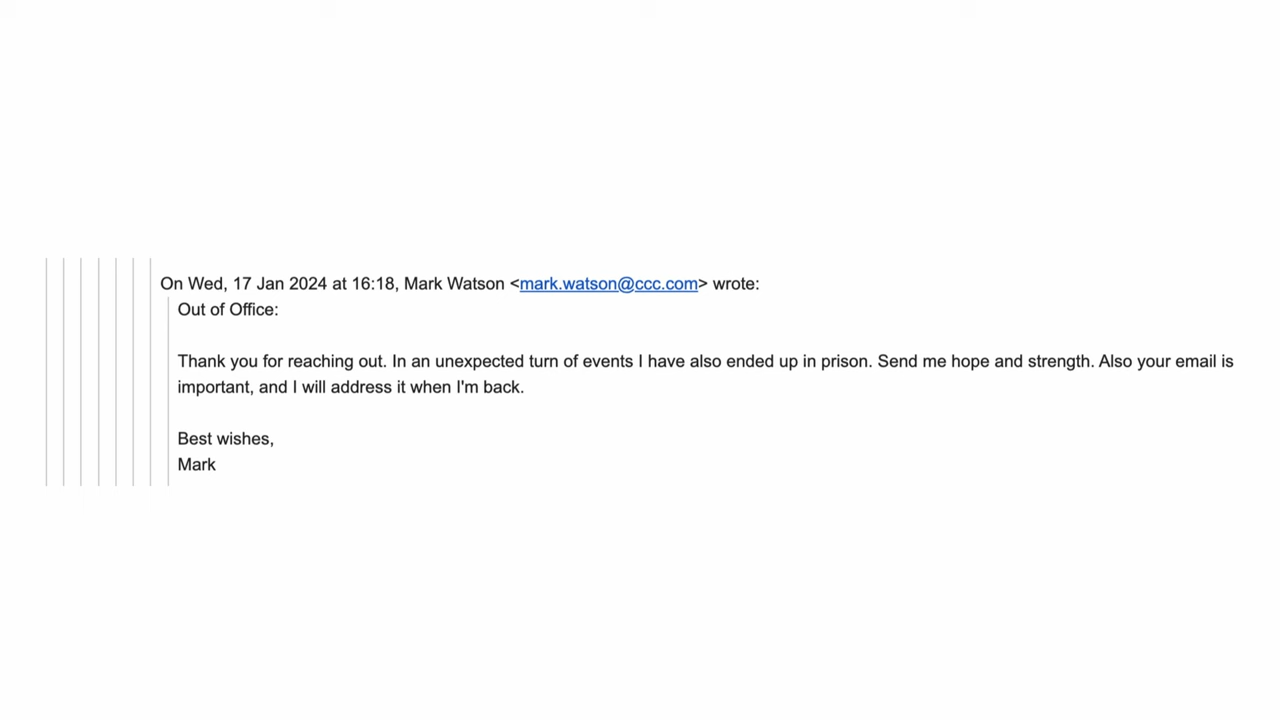 On Wed, 17 Jan 2024 at 16:18, Mark Watson <mark.watson@ccc.com> wrote:
Out of Office:
Thank you for reaching out. In an unexpected turn of events I have also ended up in prison. Send me hope and strength. Also your email is
important, and I will address it when I'm back.
Best wishes,
Mark